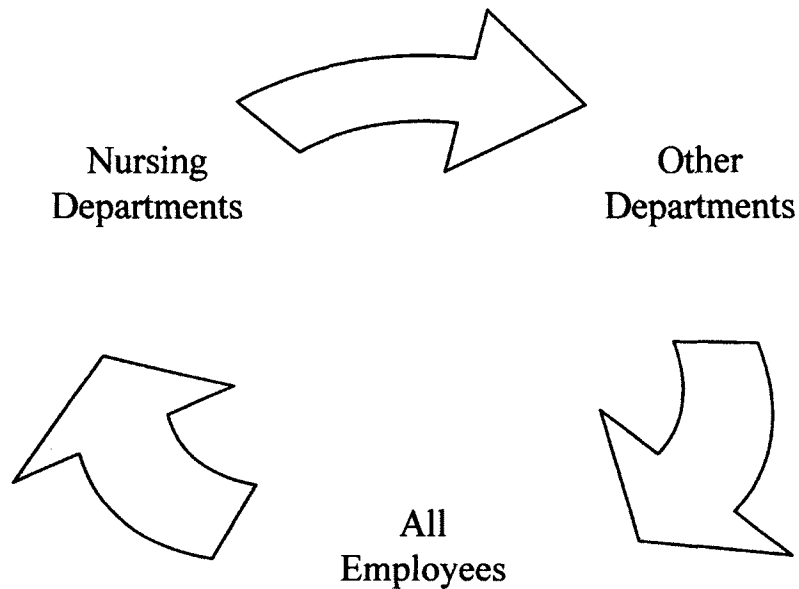 Nursing
Departments
Other
Departments
All
Employees